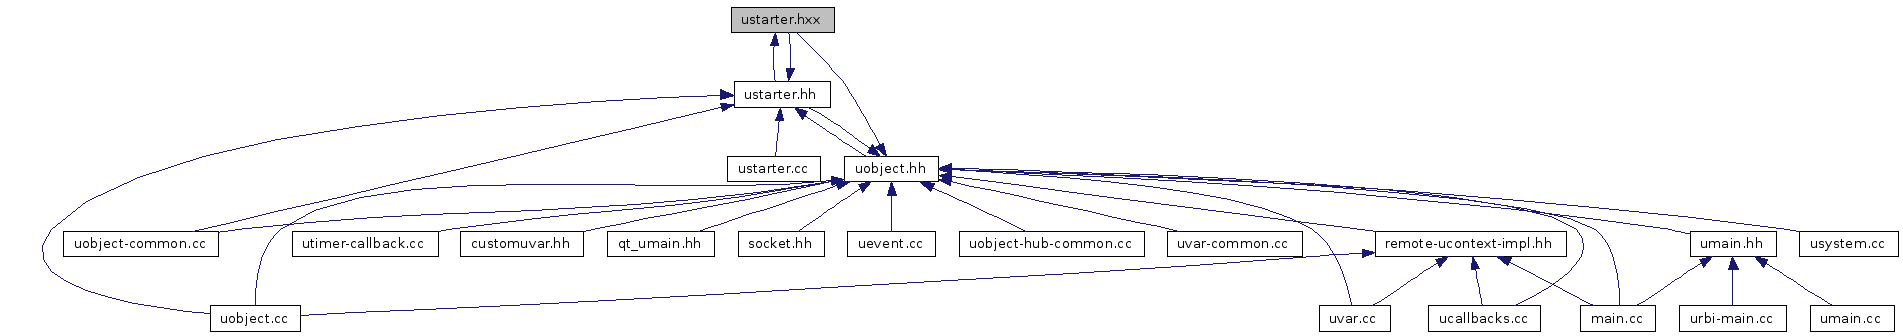 ustarter.hxx
ustarter.hh
ustarter.cc
uobject.hh
uobject-common.cc
utimer-callback.cc
customuvar.hh
qt_umain.hh
socket.hh
uevent.cc
uobject-hub-common.cc
uvar-common.cc
remote-ucontext-impl.hh
umain.hh
usystem.cc
uobject.cc
uvar.cc
ucallbacks.cc
main.cc
urbi-main.cc
umain.cc